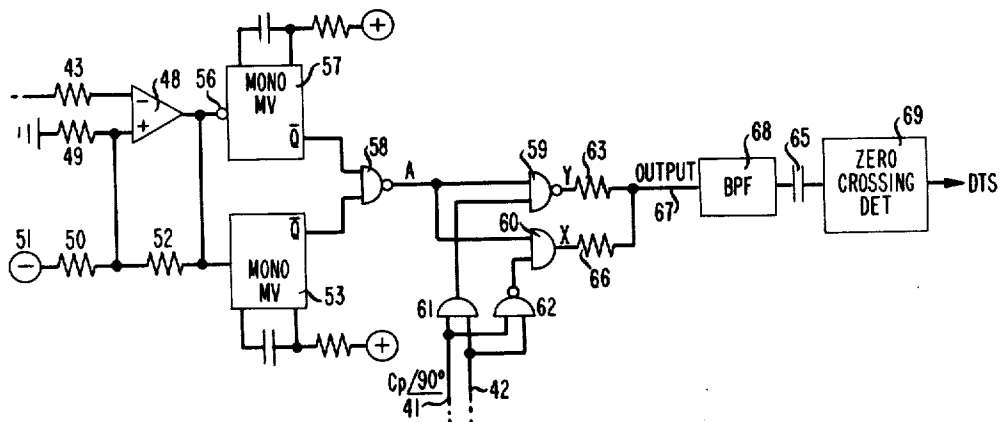 43
48
56
MONO
MV
57
Q̅
−
+
49
58
A
59
Y
63
OUTPUT
67
68
BPF
65
69
ZERO
CROSSING
DET
DTS
60
X
66
51
−
50
52
Q̅
MONO
MV
53
+
+
61
62
Cp/90°
41
42